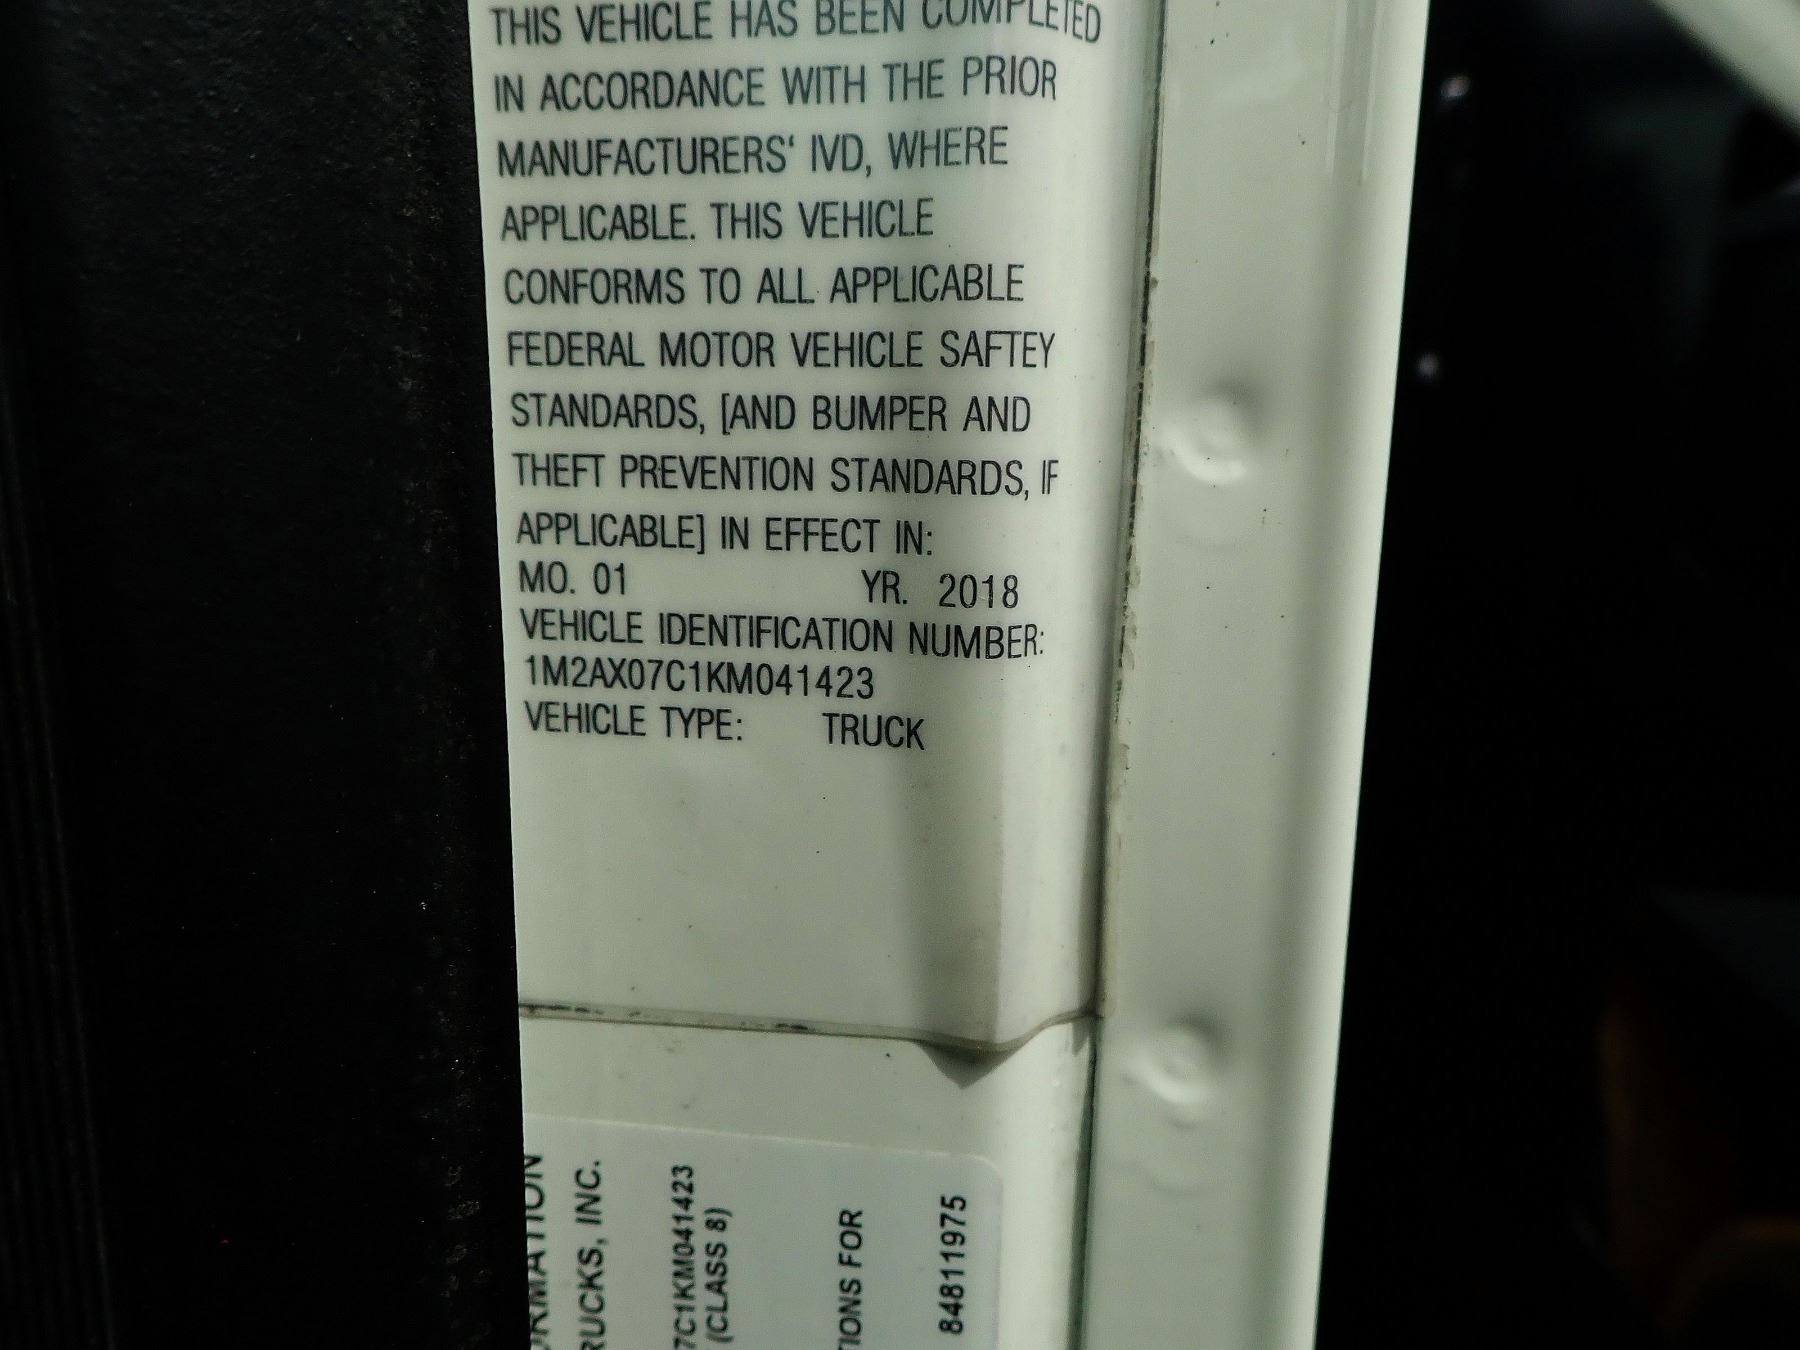 THIS VEHICLE HAS BEEN COMPLETED
IN ACCORDANCE WITH THE PRIOR
MANUFACTURERS' IVD, WHERE
APPLICABLE. THIS VEHICLE
CONFORMS TO ALL APPLICABLE
FEDERAL MOTOR VEHICLE SAFTEY
STANDARDS, [AND BUMPER AND
THEFT PREVENTION STANDARDS, IF
APPLICABLE] IN EFFECT IN:
MO. 01 YR. 2018
VEHICLE IDENTIFICATION NUMBER:
1M2AX07C1KM041423
VEHICLE TYPE: TRUCK
ORMATION
RUCKS, INC.
7C1KM041423
(CLASS 8)
TIONS FOR
84811975